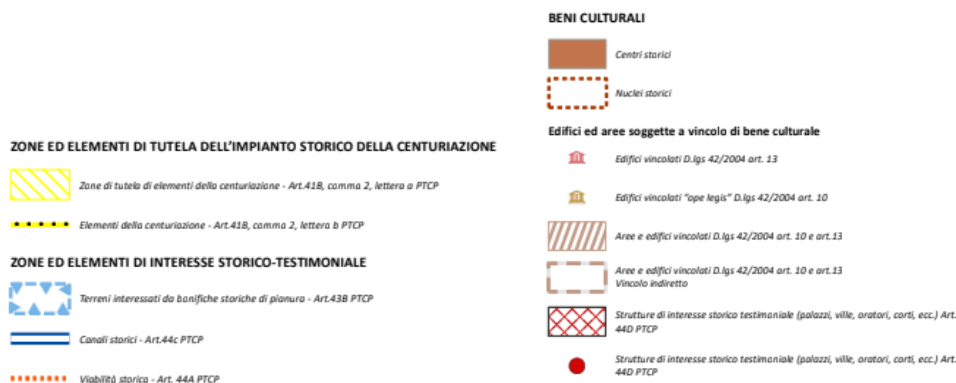 ZONE ED ELEMENTI DI TUTELA DELL'IMPIANTO STORICO DELLA CENTURIAZIONE
Zone di tutela di elementi della centuriazione - Art.41B, comma 2, lettera a PTCP
Elementi della centuriazione - Art.41B, comma 2, lettera b PTCP
ZONE ED ELEMENTI DI INTERESSE STORICO-TESTIMONIALE
Terreni interessati da bonifiche storiche di pianura - Art.43B PTCP
Canali storici - Art.44c PTCP
Viabilità storica - Art. 44A PTCP
BENI CULTURALI
Centri storici
Nuclei storici
Edifici ed aree soggette a vincolo di bene culturale
Edifici vincolati D.lgs 42/2004 art. 13
Edifici vincolati "ope legis" D.lgs 42/2004 art. 10
Aree e edifici vincolati D.lgs 42/2004 art. 10 e art.13
Aree e edifici vincolati D.lgs 42/2004 art. 10 e art.13
Vincolo indiretto
Strutture di interesse storico testimoniale (palazzi, ville, oratori, corti, ecc.) Art.
44D PTCP
Strutture di interesse storico testimoniale (palazzi, ville, oratori, corti, ecc.) Art.
44D PTCP